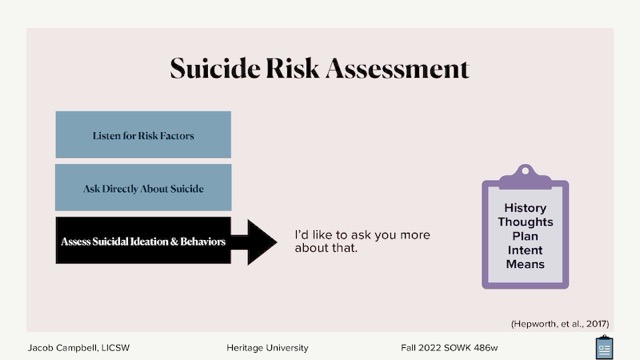 Suicide Risk Assessment
Listen for Risk Factors
Ask Directly About Suicide
Assess Suicidal Ideation & Behaviors
I'd like to ask you more
about that.
History
Thoughts
Plan
Intent
Means
(Hepworth, et al., 2017)
Jacob Campbell, LICSW
Heritage University
Fall 2022 SOWK 486w